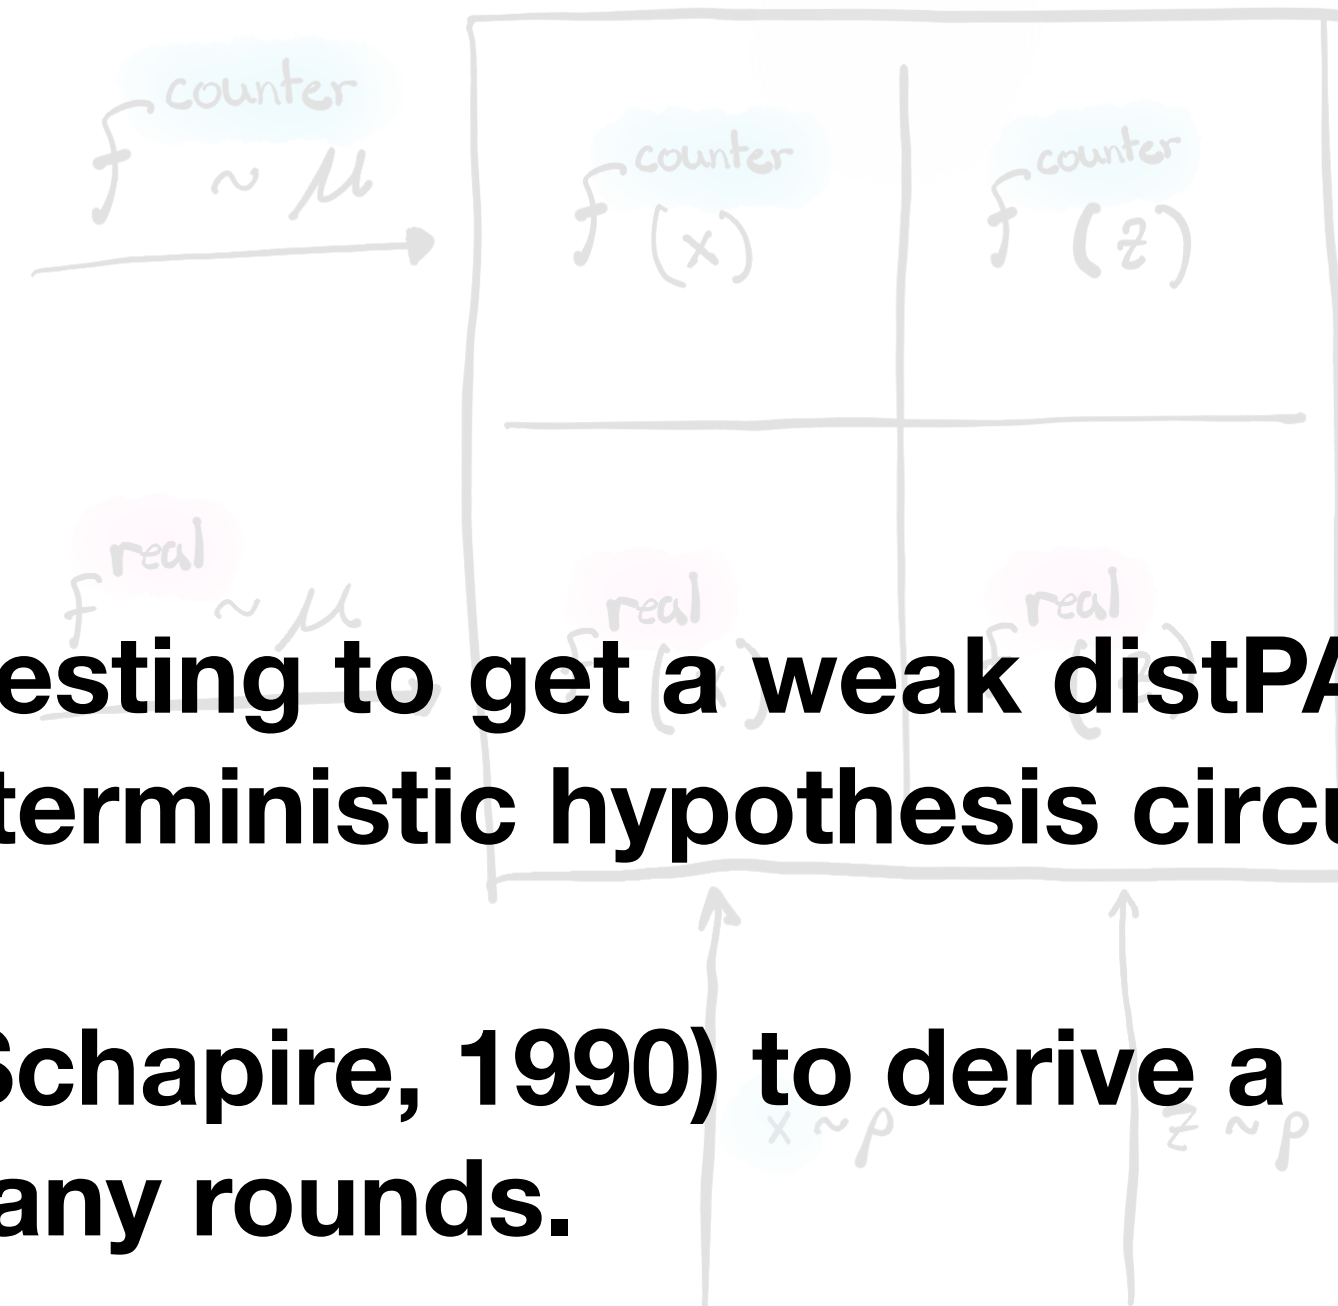 counter
f ~ μ
counter counter
f (x) f (z)
real
f ~ μ
real real
esting to get a weak distPA
terministic hypothesis circu
Schapire, 1990) to derive a
x ~ ρ z ~ ρ
any rounds.